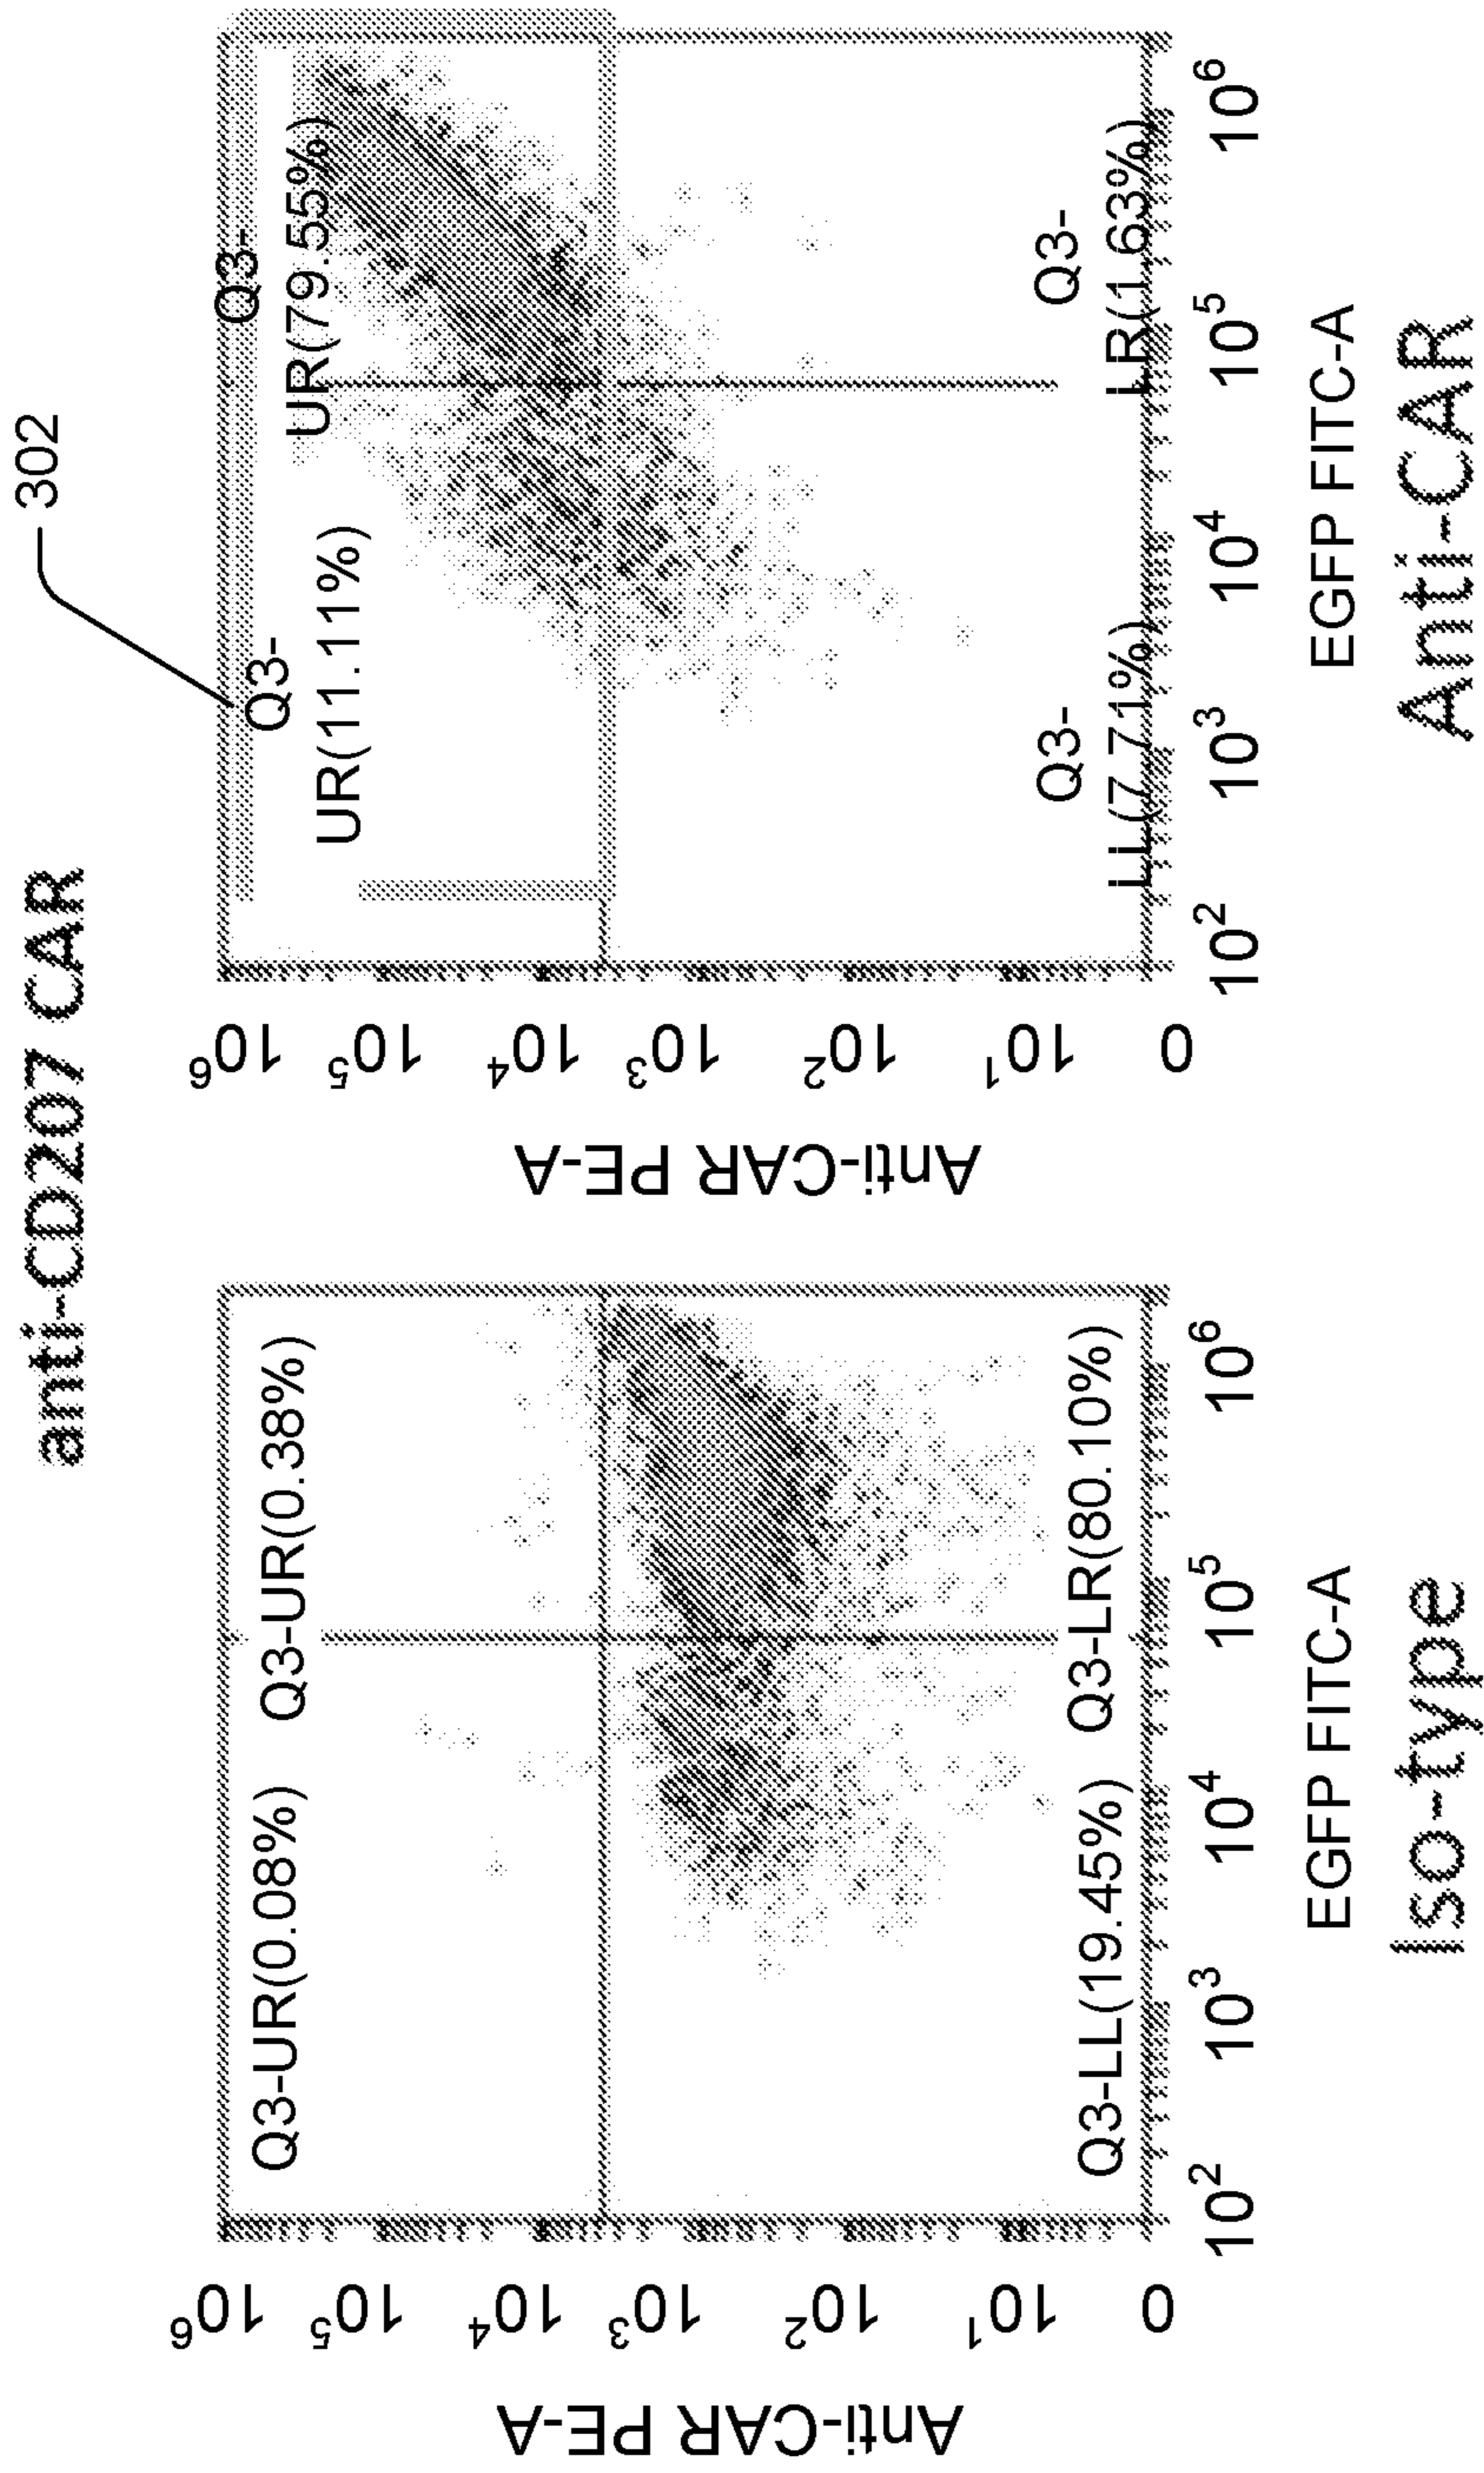 anti-CD207 CAR
302
Anti-CAR PE-A
10⁶
10⁵
10⁴
10³
10²
10¹
0
Q3-UR(0.08%)
Q3-UR(0.38%)
Q3-LL(19.45%)
Q3-LR(80.10%)
10²
10³
10⁴
10⁵
10⁶
EGFP FITC-A
Iso-type
Anti-CAR PE-A
10⁶
10⁵
10⁴
10³
10²
10¹
0
Q3-
UR(11.11%)
Q3-
UR(79.55%)
Q3-
LL(7.71%)
Q3-
LR(1.63%)
10²
10³
10⁴
10⁵
10⁶
EGFP FITC-A
Anti-CAR